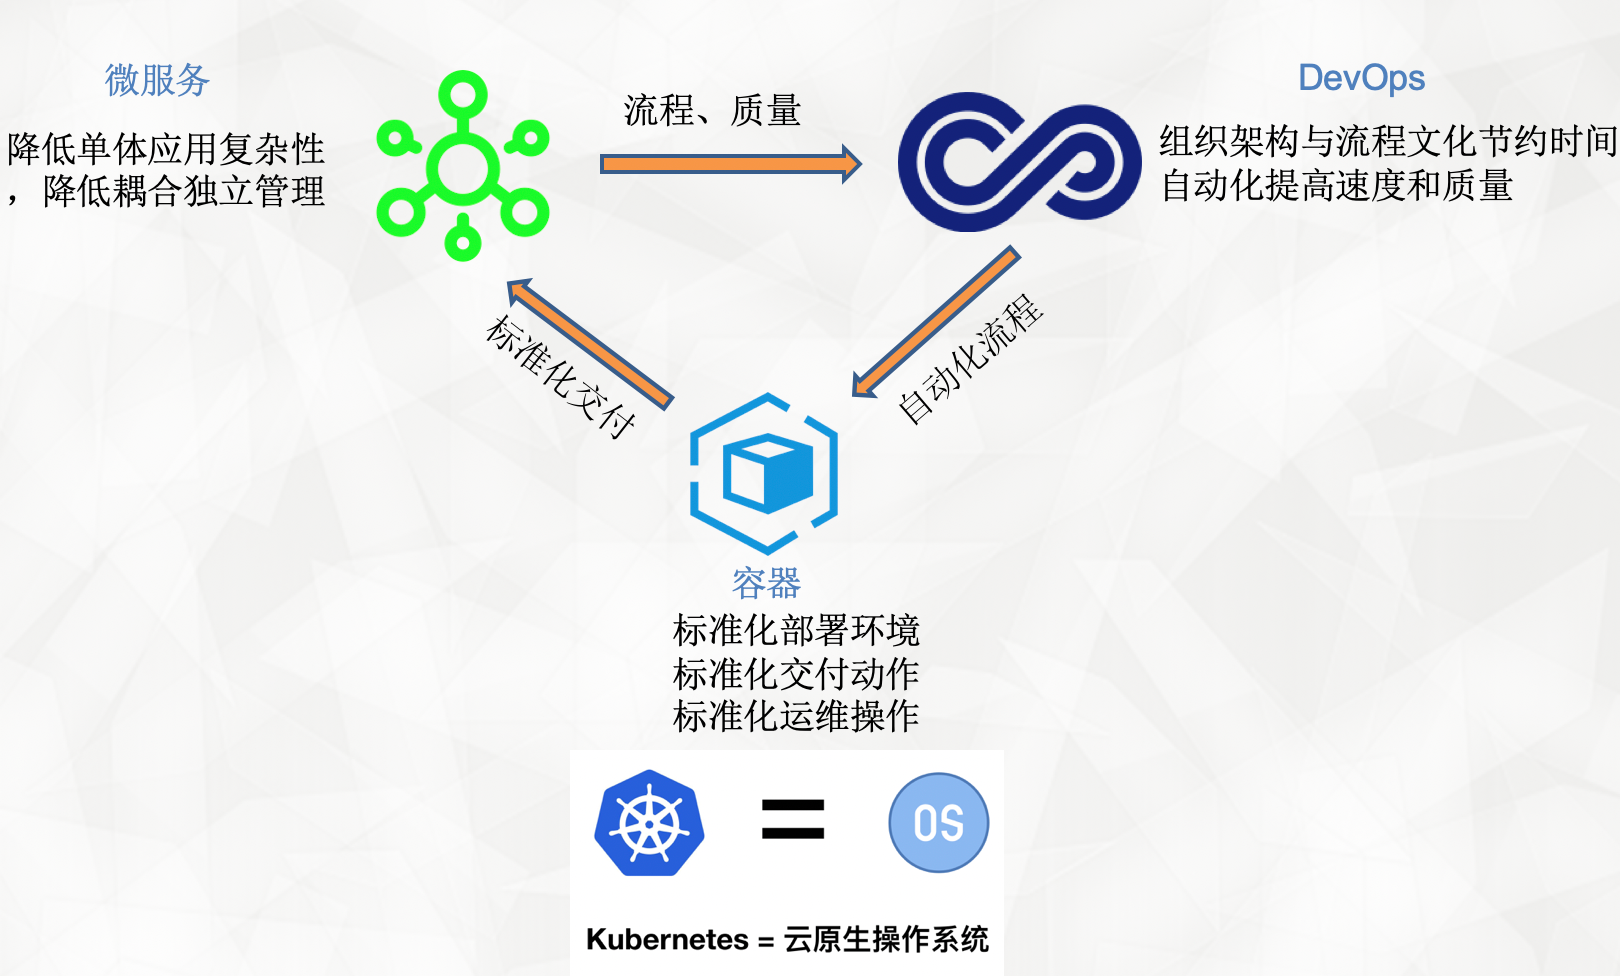 微服务
降低单体应用复杂性
，降低耦合独立管理
流程、质量
DevOps
组织架构与流程文化节约时间
自动化提高速度和质量
标准化交付
自动化流程
容器
标准化部署环境
标准化交付动作
标准化运维操作
OS
Kubernetes = 云原生操作系统